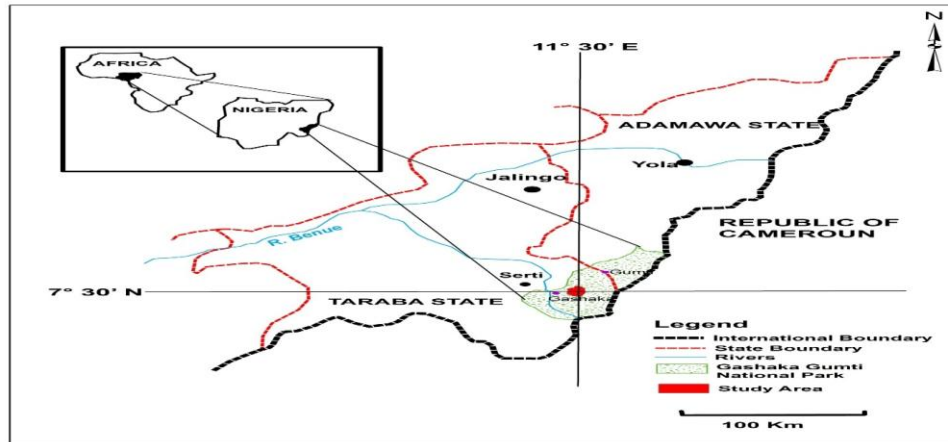 N
11° 30' E
AFRICA
NIGERIA
ADAMAWA STATE
Yola
Jalingo
REPUBLIC OF
CAMEROUN
R. Benue
Gumti
Serti
7° 30' N
Gashaka
TARABA STATE
Legend
International Boundary
State Boundary
Rivers
Gashaka Gumti
National Park
Study Area
100 Km